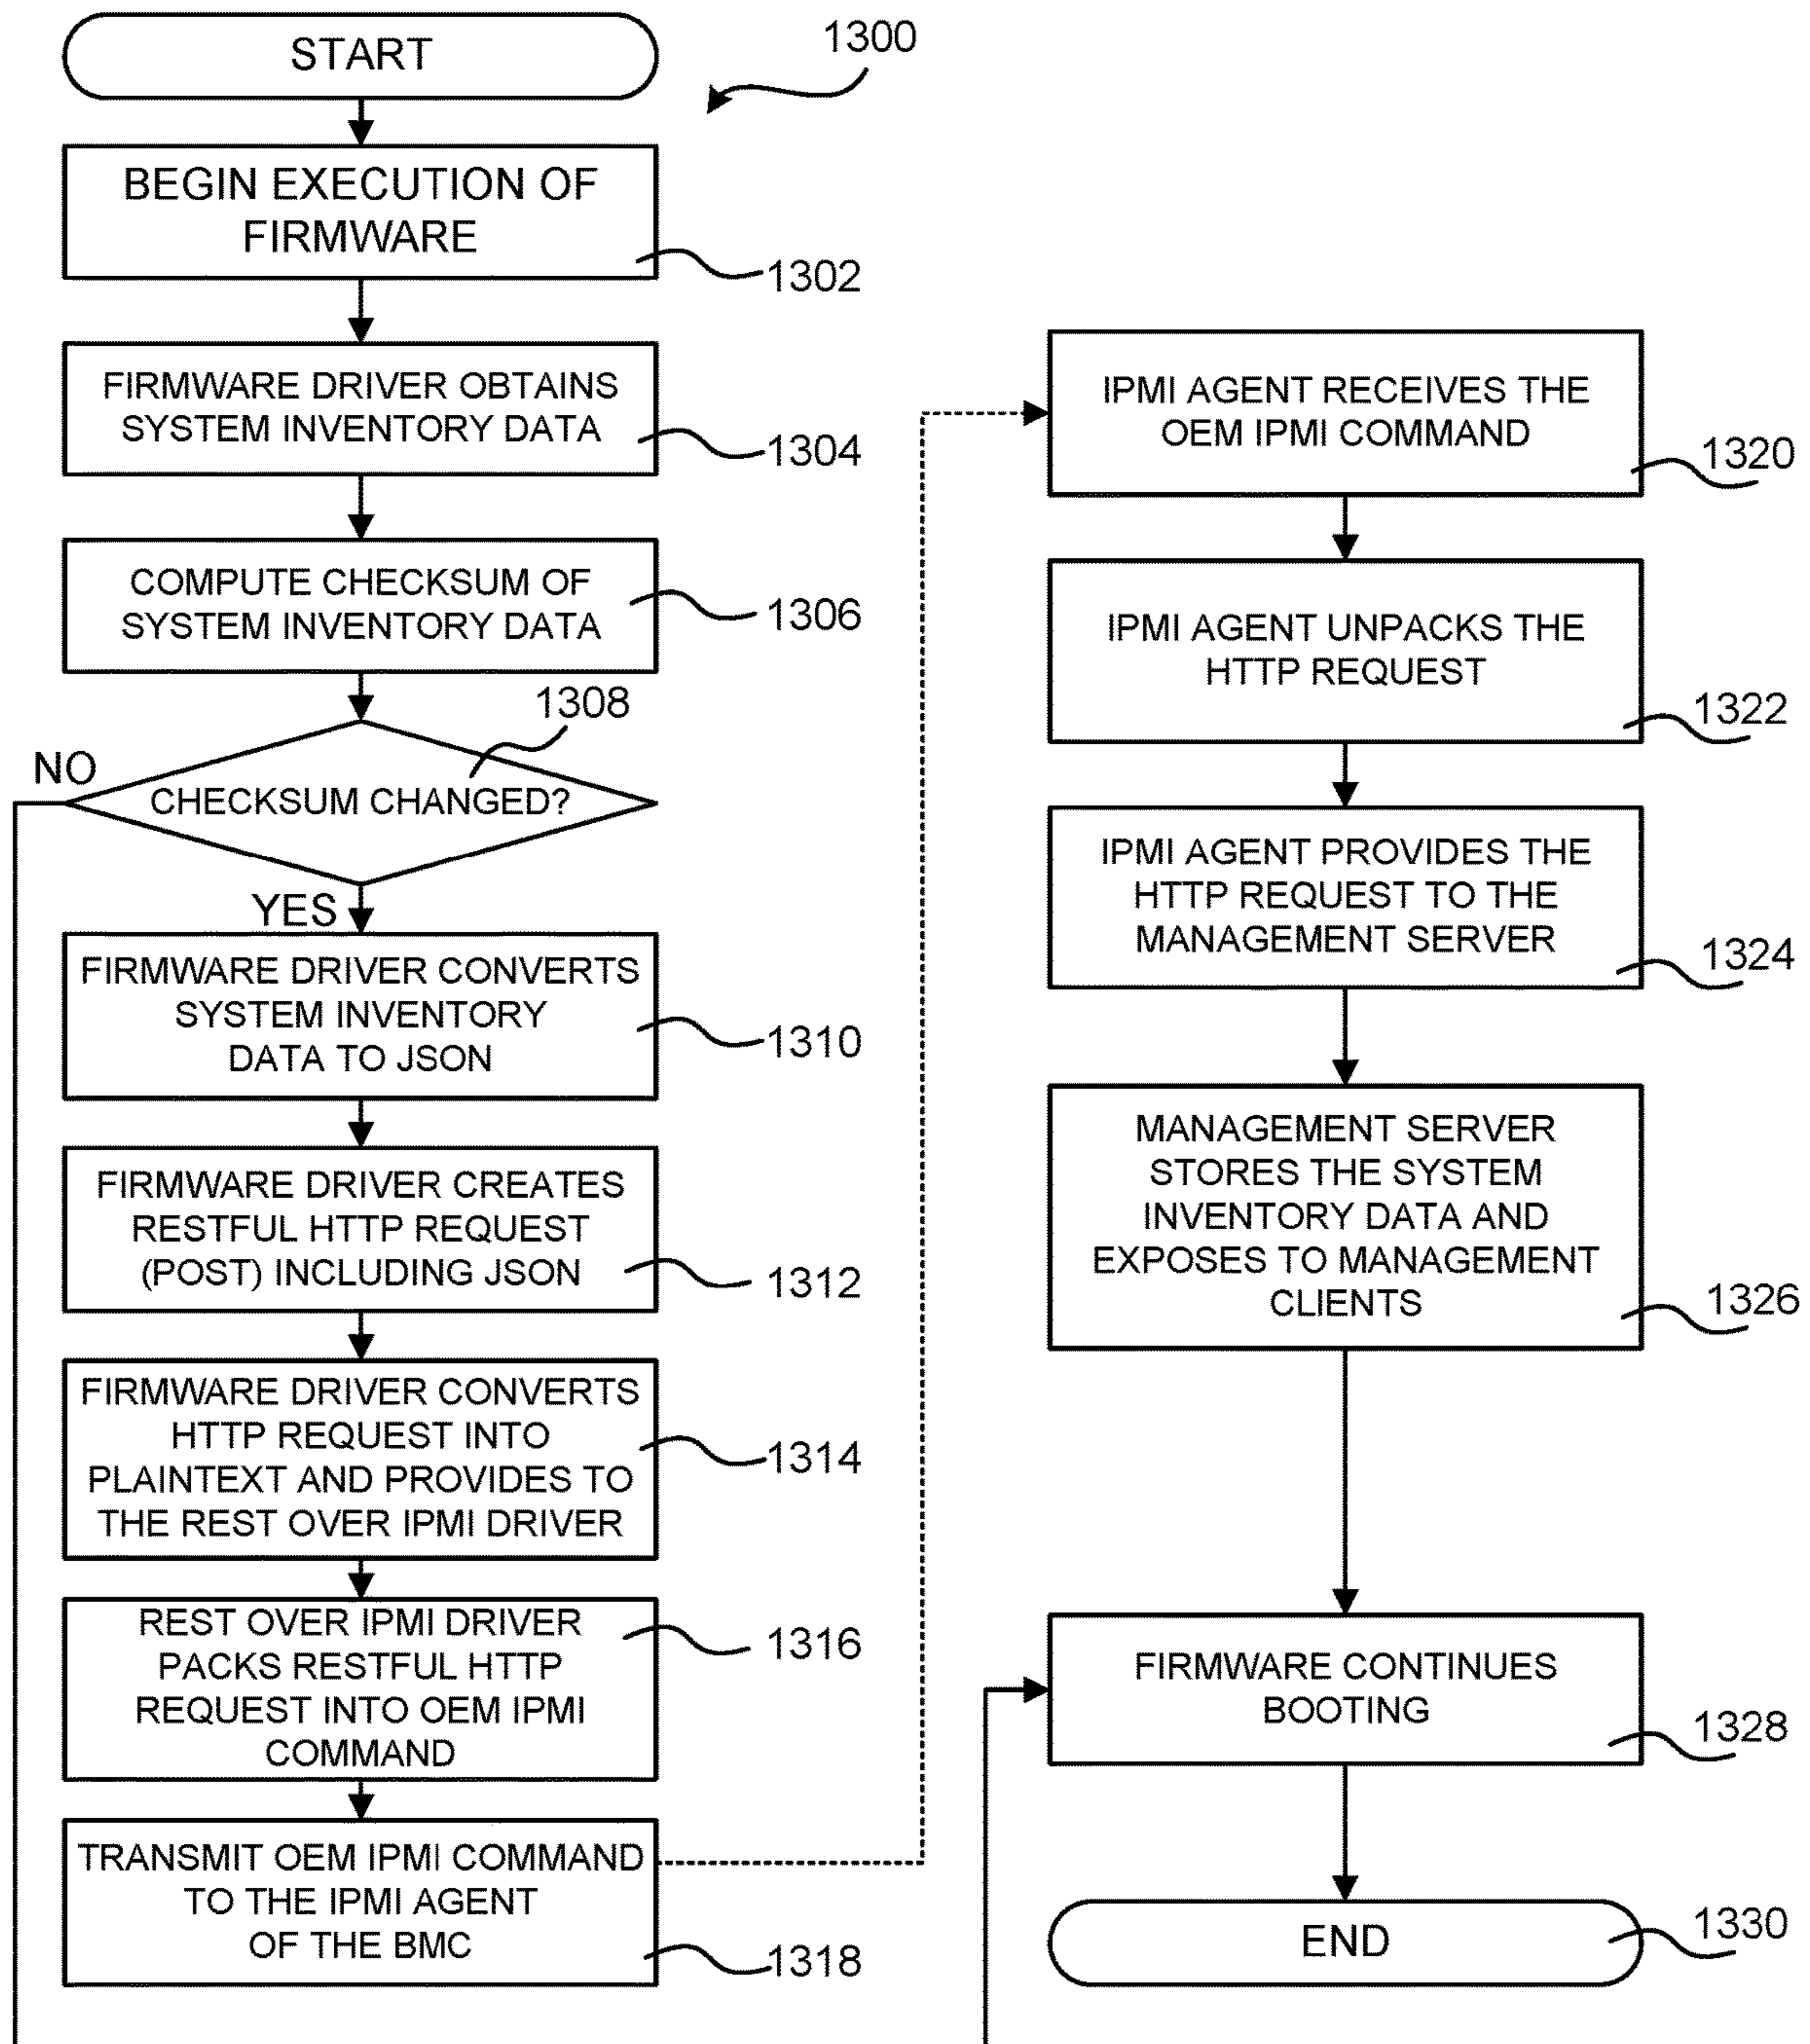 START
1300
BEGIN EXECUTION OF
FIRMWARE
1302
FIRMWARE DRIVER OBTAINS
SYSTEM INVENTORY DATA
1304
COMPUTE CHECKSUM OF
SYSTEM INVENTORY DATA
1306
1308
NO
CHECKSUM CHANGED?
YES
FIRMWARE DRIVER CONVERTS
SYSTEM INVENTORY
DATA TO JSON
1310
FIRMWARE DRIVER CREATES
RESTFUL HTTP REQUEST
(POST) INCLUDING JSON
1312
FIRMWARE DRIVER CONVERTS
HTTP REQUEST INTO
PLAINTEXT AND PROVIDES TO
THE REST OVER IPMI DRIVER
1314
REST OVER IPMI DRIVER
PACKS RESTFUL HTTP
REQUEST INTO OEM IPMI
COMMAND
1316
TRANSMIT OEM IPMI COMMAND
TO THE IPMI AGENT
OF THE BMC
1318
IPMI AGENT RECEIVES THE
OEM IPMI COMMAND
1320
IPMI AGENT UNPACKS THE
HTTP REQUEST
1322
IPMI AGENT PROVIDES THE
HTTP REQUEST TO THE
MANAGEMENT SERVER
1324
MANAGEMENT SERVER
STORES THE SYSTEM
INVENTORY DATA AND
EXPOSES TO MANAGEMENT
CLIENTS
1326
FIRMWARE CONTINUES
BOOTING
1328
END
1330